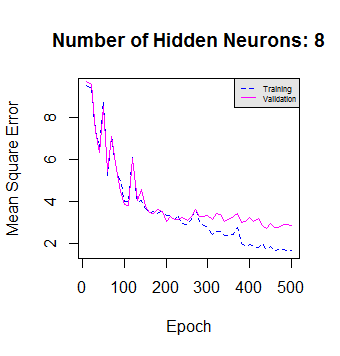 Number of Hidden Neurons: 8
Training
Validation
Mean Square Error
8
6
4
2
0
100
200
300
400
500
Epoch